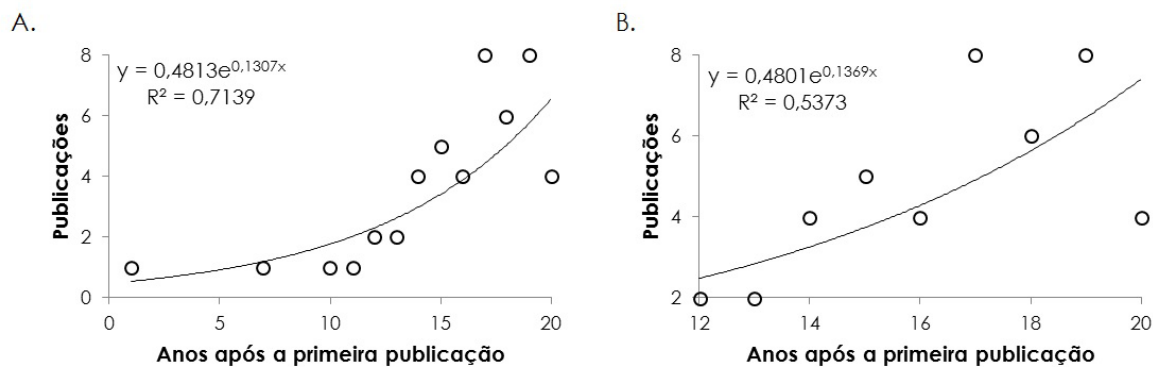 A.
y = 0,4813e^0,1307x
R² = 0,7139
Publicações
8
6
4
2
0
0 5 10 15 20
Anos após a primeira publicação
B.
y = 0,4801e^0,1369x
R² = 0,5373
Publicações
8
6
4
2
12 14 16 18 20
Anos após a primeira publicação